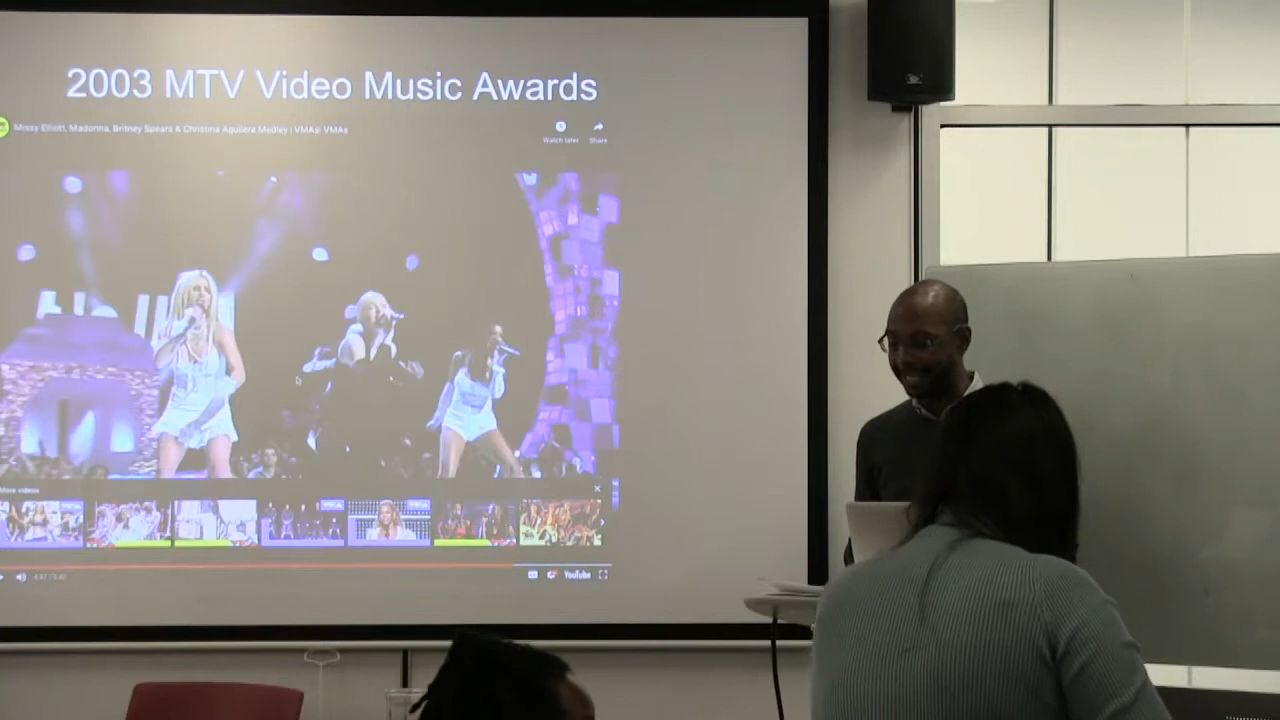 2003 MTV Video Music Awards
Missy Elliott, Madonna, Britney Spears & Christina Aguilera Medley | VMAs| VMAs
Watch later
Share
More videos
YouTube